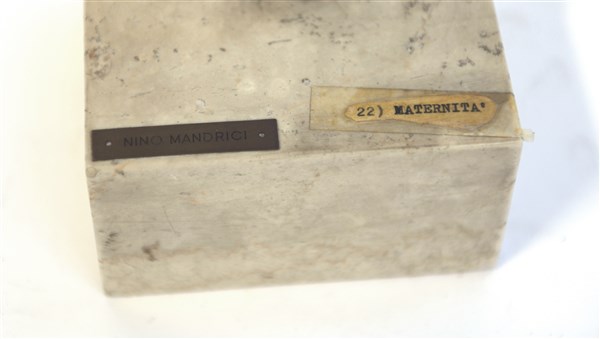 NINO MANDRICI
22) MATERNITA'